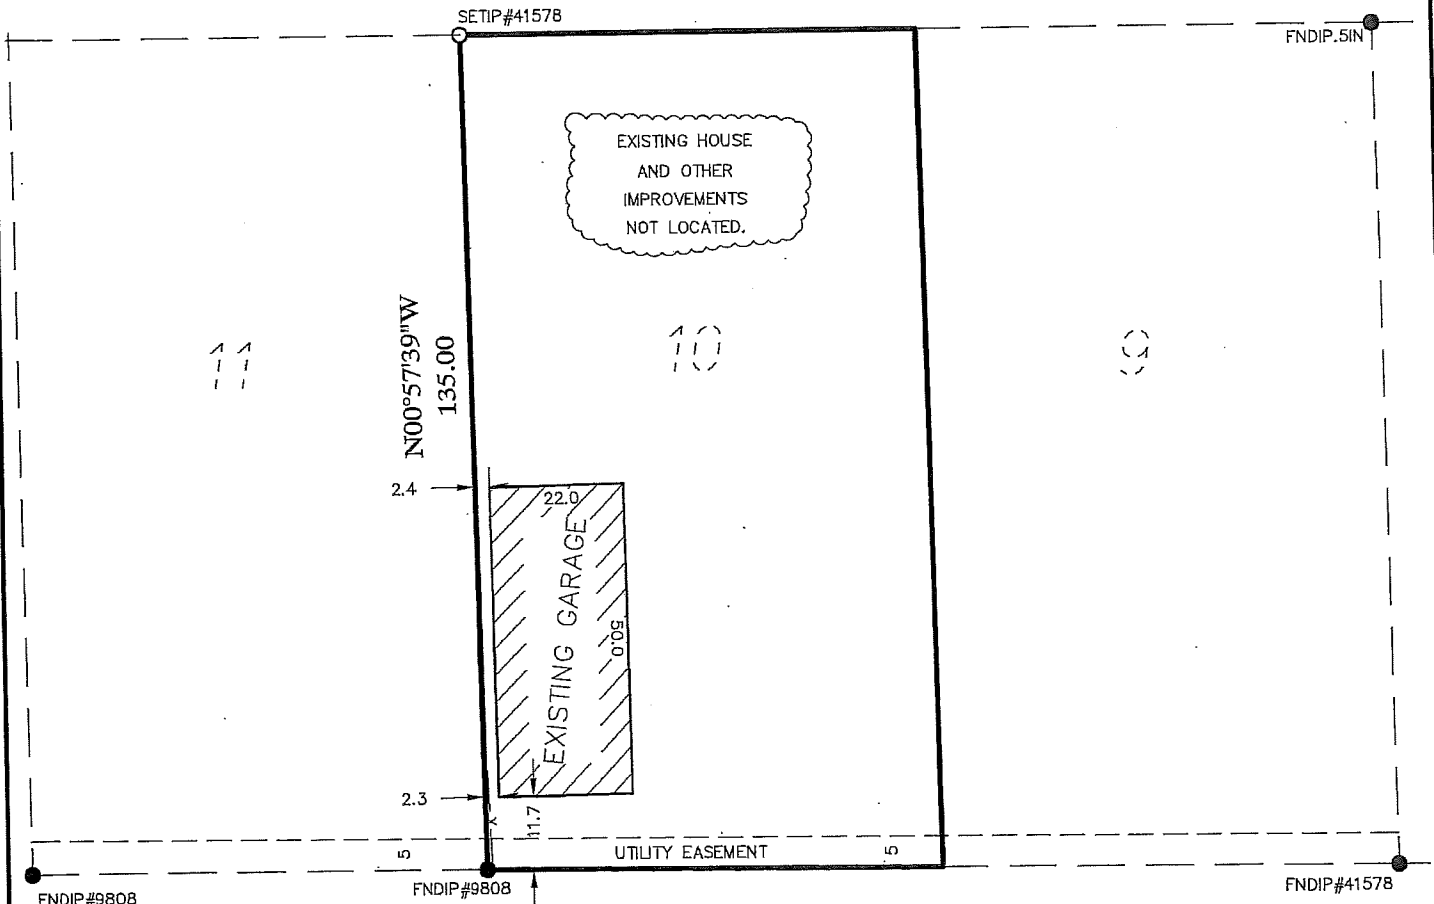 SETIP#41578
FNDIP.5IN
EXISTING HOUSE
AND OTHER
IMPROVEMENTS
NOT LOCATED.
N00°57'39"W
135.00
11
10
9
2.4
22.0
EXISTING GARAGE
50.0
2.3
11.7
5
UTILITY EASEMENT
5
FNDIP#9808
FNDIP#9808
FNDIP#41578